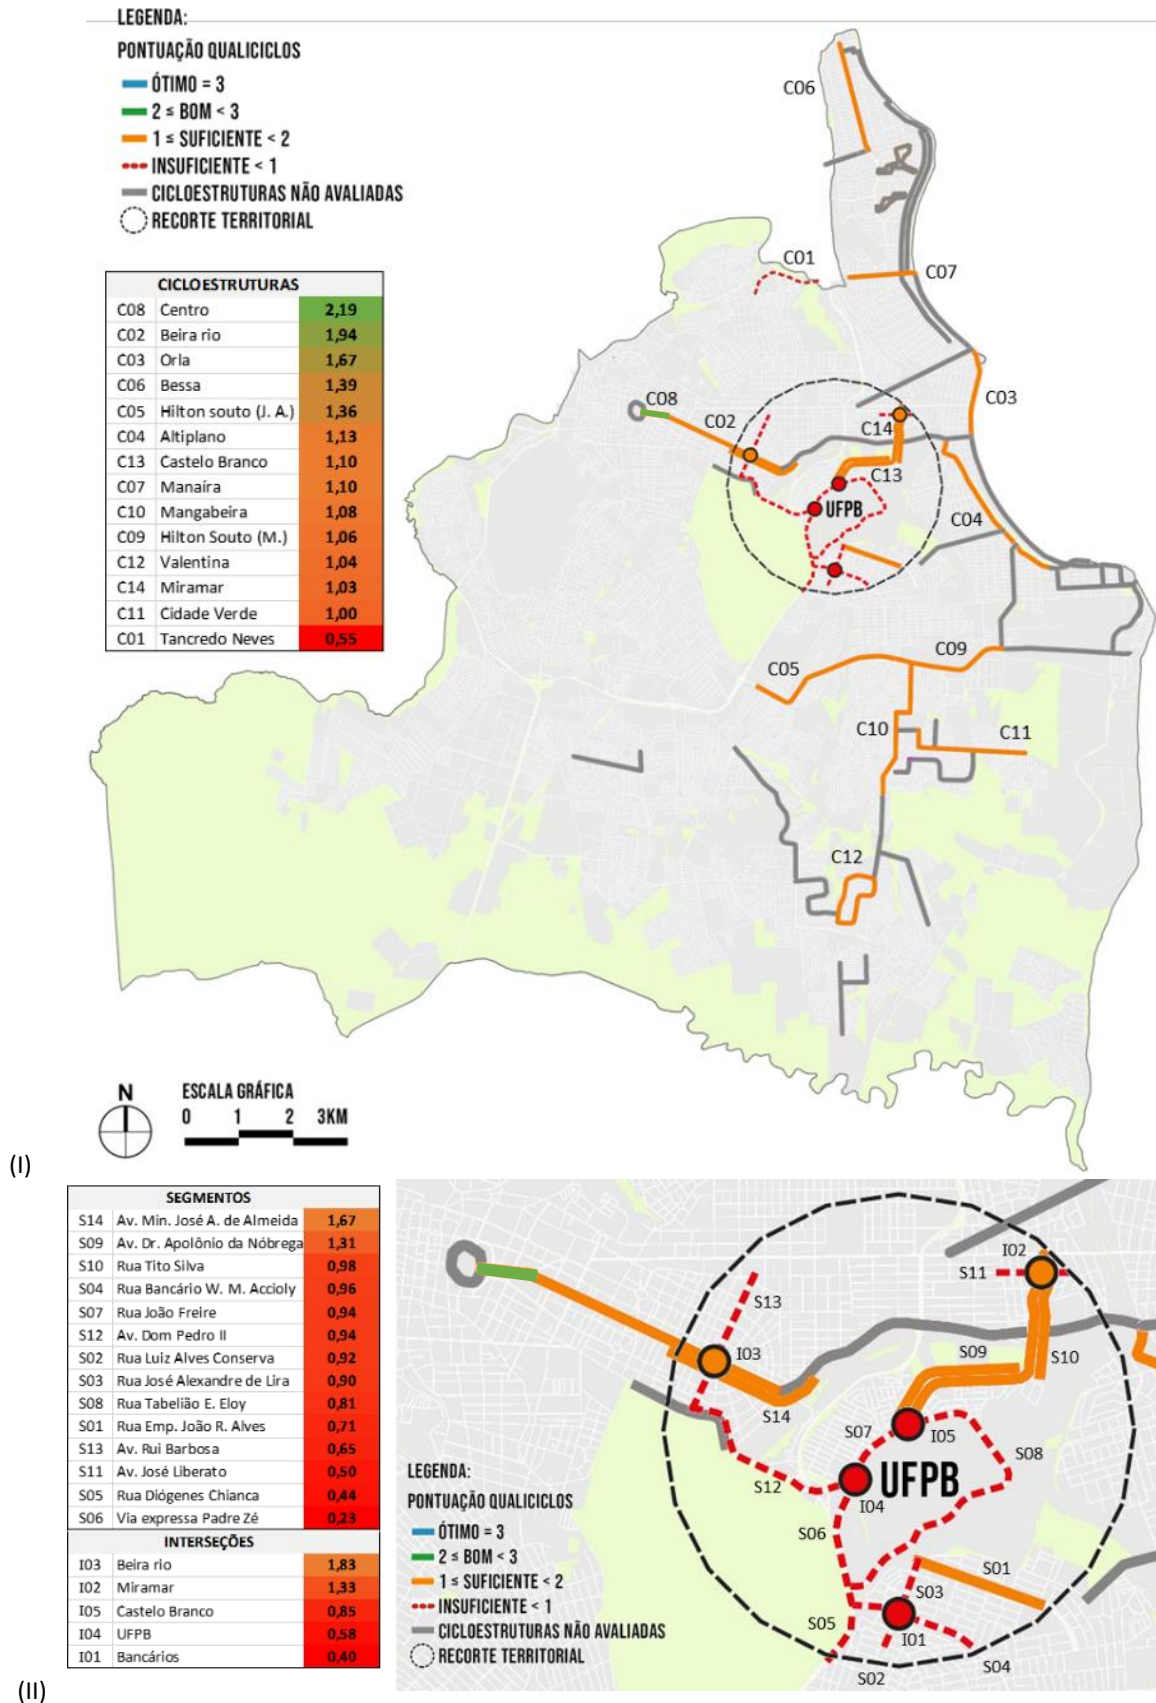 LEGENDA:
PONTUAÇÃO QUALICICLOS
ÓTIMO = 3
2 ≤ BOM < 3
1 ≤ SUFICIENTE < 2
INSUFICIENTE < 1
CICLOESTRUTURAS NÃO AVALIADAS
RECORTE TERRITORIAL
CICLOESTRUTURAS
C08 Centro 2,19
C02 Beira rio 1,94
C03 Orla 1,67
C06 Bessa 1,39
C05 Hilton souto (J. A.) 1,36
C04 Altiplano 1,13
C13 Castelo Branco 1,10
C07 Manaíra 1,10
C10 Mangabeira 1,08
C09 Hilton Souto (M.) 1,06
C12 Valentina 1,04
C14 Miramar 1,03
C11 Cidade Verde 1,00
C01 Tancredo Neves 0,55
C06
C01
C07
C03
C08
C02
C14
C13
UFPB
C04
C05
C09
C10
C11
C12
N
ESCALA GRÁFICA
0 1 2 3KM
(I)
SEGMENTOS
S14 Av. Min. José A. de Almeida 1,67
S09 Av. Dr. Apolônio da Nóbrega 1,31
S10 Rua Tito Silva 0,98
S04 Rua Bancário W. M. Accioly 0,96
S07 Rua João Freire 0,94
S12 Av. Dom Pedro II 0,94
S02 Rua Luiz Alves Conserva 0,92
S03 Rua José Alexandre de Lira 0,90
S08 Rua Tabelião E. Eloy 0,81
S01 Rua Emp. João R. Alves 0,71
S13 Av. Rui Barbosa 0,65
S11 Av. José Liberato 0,50
S05 Rua Diógenes Chianca 0,44
S06 Via expressa Padre Zé 0,23
INTERSEÇÕES
I03 Beira rio 1,83
I02 Miramar 1,33
I05 Castelo Branco 0,85
I04 UFPB 0,58
I01 Bancários 0,40
I02
S11
S13
I03
S09
S10
S14
S07
I05
S08
S12
UFPB
I04
S06
S01
S03
S05
I01
S02
S04
LEGENDA:
PONTUAÇÃO QUALICICLOS
ÓTIMO = 3
2 ≤ BOM < 3
1 ≤ SUFICIENTE < 2
INSUFICIENTE < 1
CICLOESTRUTURAS NÃO AVALIADAS
RECORTE TERRITORIAL
(II)